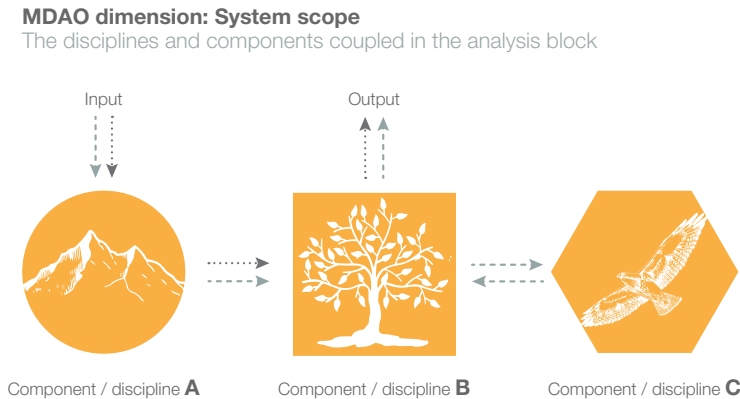 MDAO dimension: System scope
The disciplines and components coupled in the analysis block
Input
Output
Component / discipline A
Component / discipline B
Component / discipline C